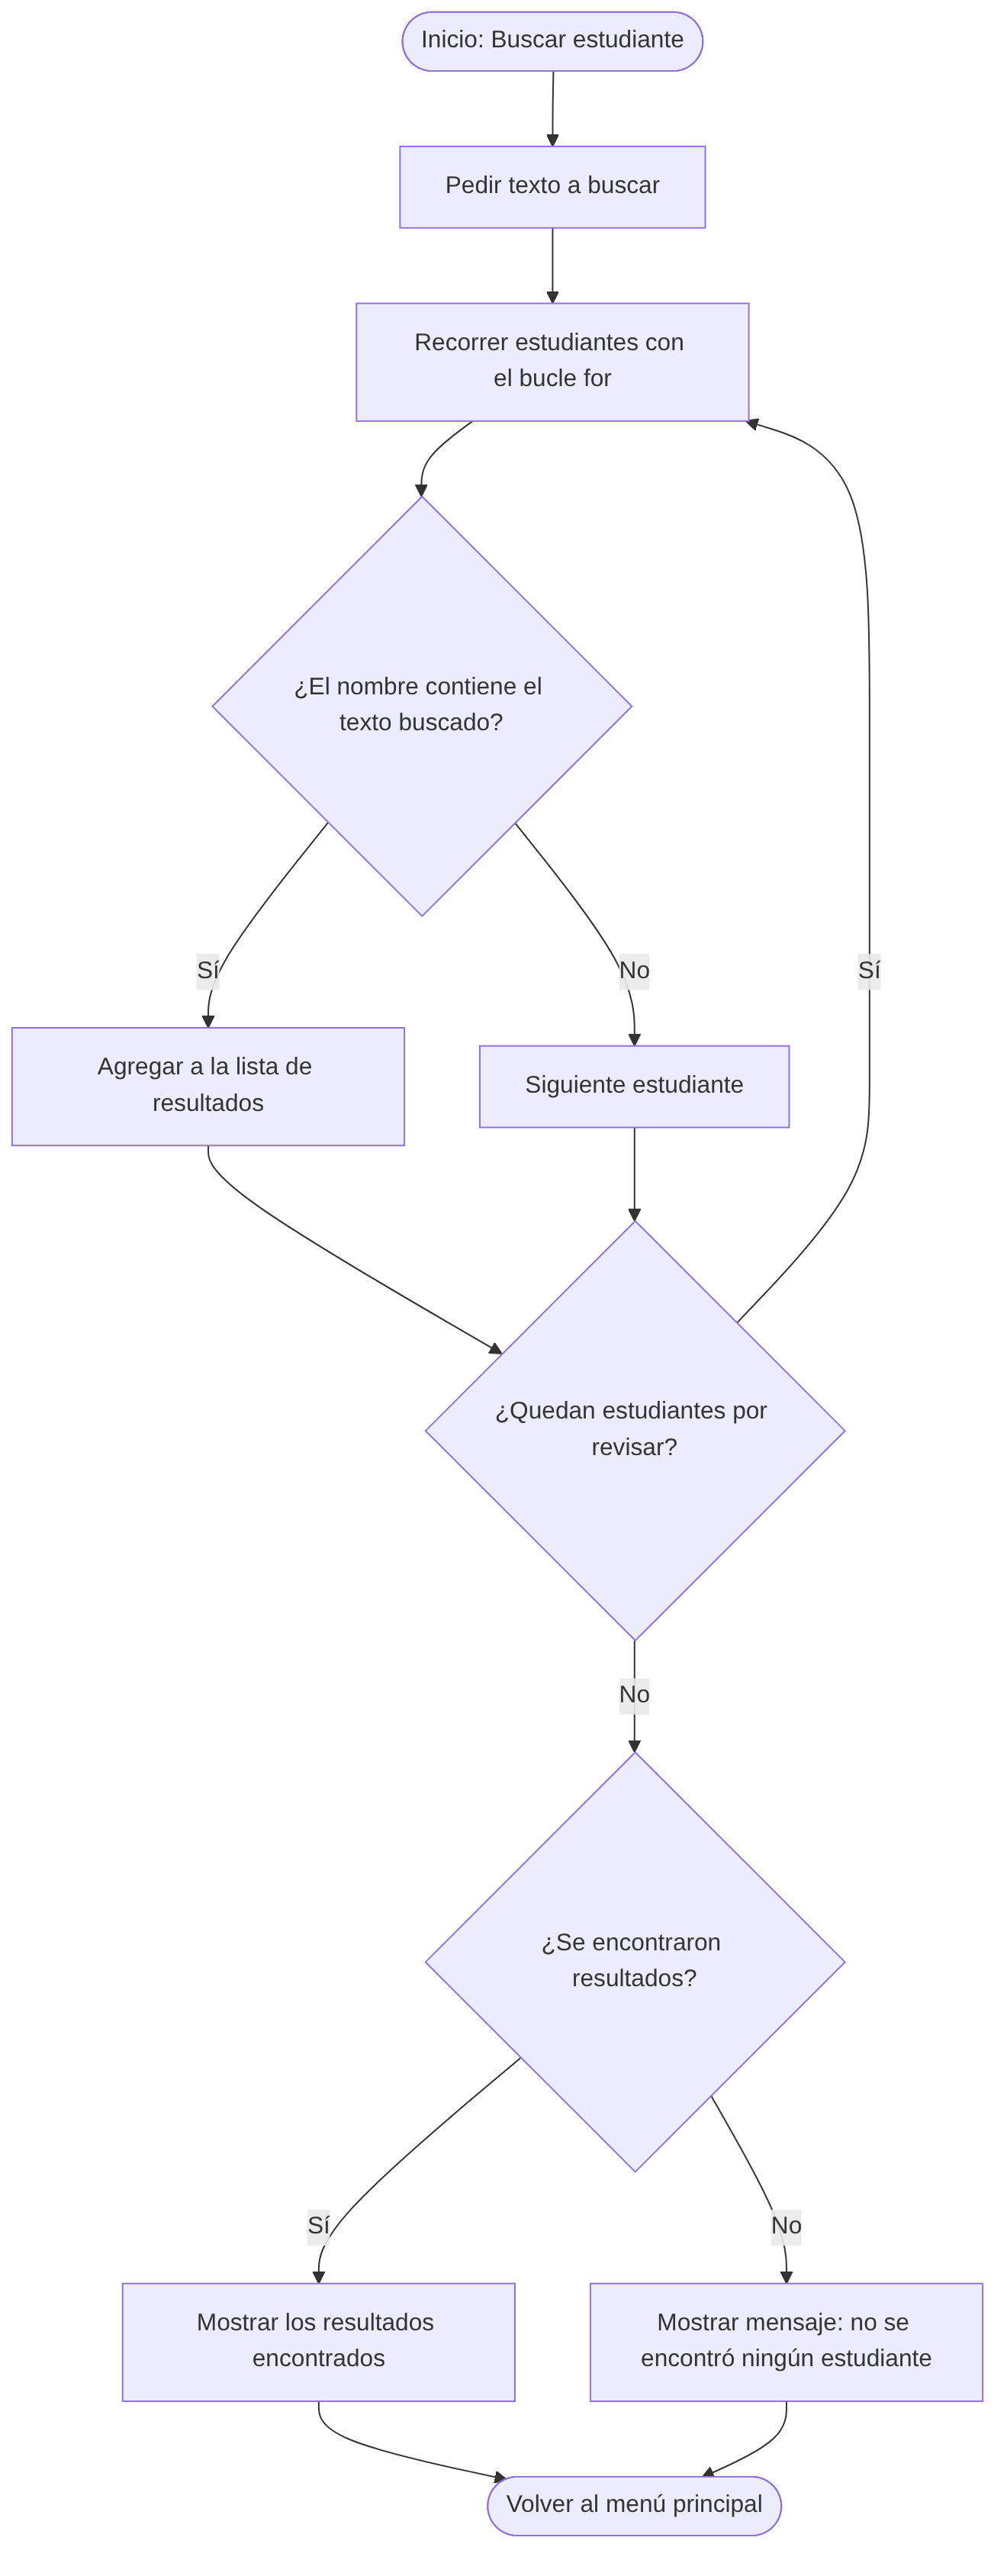 Inicio: Buscar estudiante
Pedir texto a buscar
Recorrer estudiantes con
el bucle for
¿El nombre contiene el
texto buscado?
Sí
No
Sí
Agregar a la lista de
resultados
Siguiente estudiante
¿Quedan estudiantes por
revisar?
No
¿Se encontraron
resultados?
Sí
No
Mostrar los resultados
encontrados
Mostrar mensaje: no se
encontró ningún estudiante
Volver al menú principal